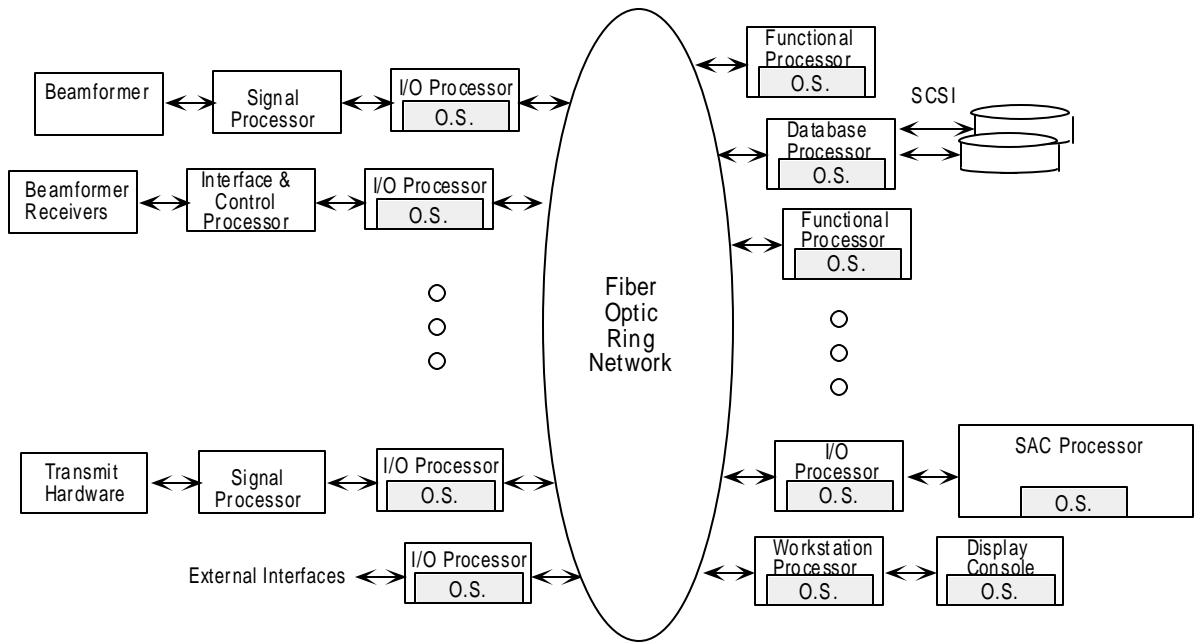 Beamformer
Signal
Processor
I/O Processor
O.S.
Beamformer
Receivers
Interface &
Control
Processor
I/O Processor
O.S.
Transmit
Hardware
Signal
Processor
I/O Processor
O.S.
External Interfaces
I/O Processor
O.S.
Fiber
Optic
Ring
Network
Functional
Processor
O.S.
SCSI
Database
Processor
O.S.
Functional
Processor
O.S.
I/O
Processor
O.S.
SAC Processor
O.S.
Workstation
Processor
O.S.
Display
Console
O.S.